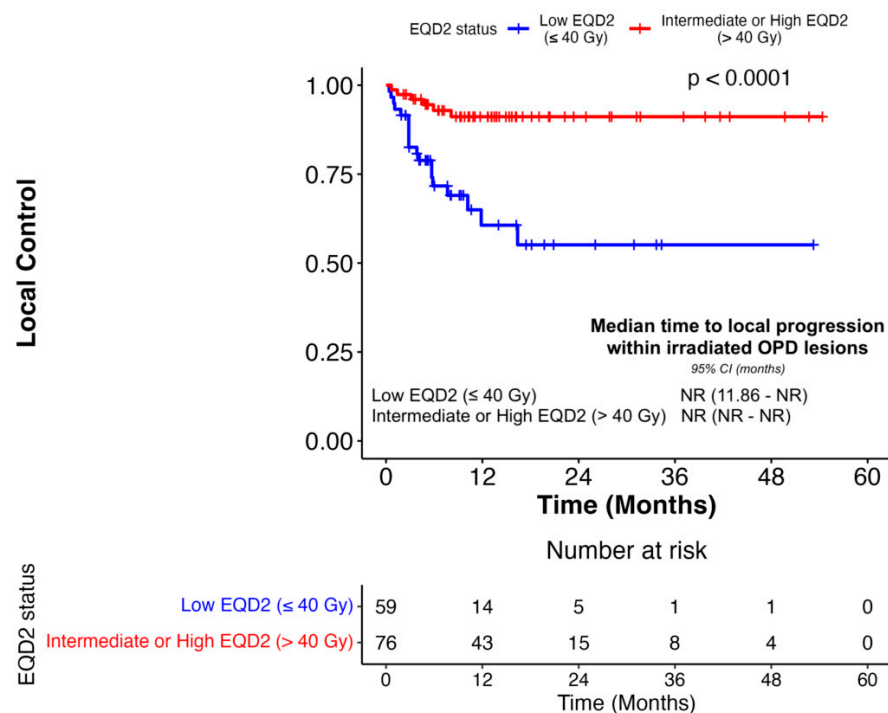 EQD2 status Low EQD2 (≤ 40 Gy) Intermediate or High EQD2 (> 40 Gy)
p < 0.0001
Local Control
1.00
0.75
0.50
0.25
0.00
Median time to local progression
within irradiated OPD lesions
95% CI (months)
Low EQD2 (≤ 40 Gy) NR (11.86 - NR)
Intermediate or High EQD2 (> 40 Gy) NR (NR - NR)
0 12 24 36 48 60
Time (Months)
Number at risk
EQD2 status
Low EQD2 (≤ 40 Gy) 59 14 5 1 1 0
Intermediate or High EQD2 (> 40 Gy) 76 43 15 8 4 0
0 12 24 36 48 60
Time (Months)